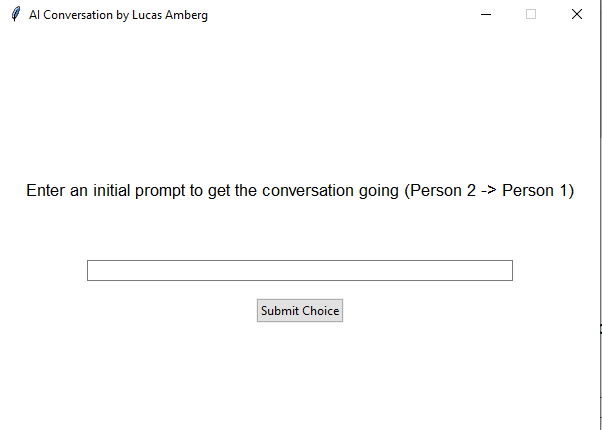 AI Conversation by Lucas Amberg
Enter an initial prompt to get the conversation going (Person 2 -> Person 1)
Submit Choice